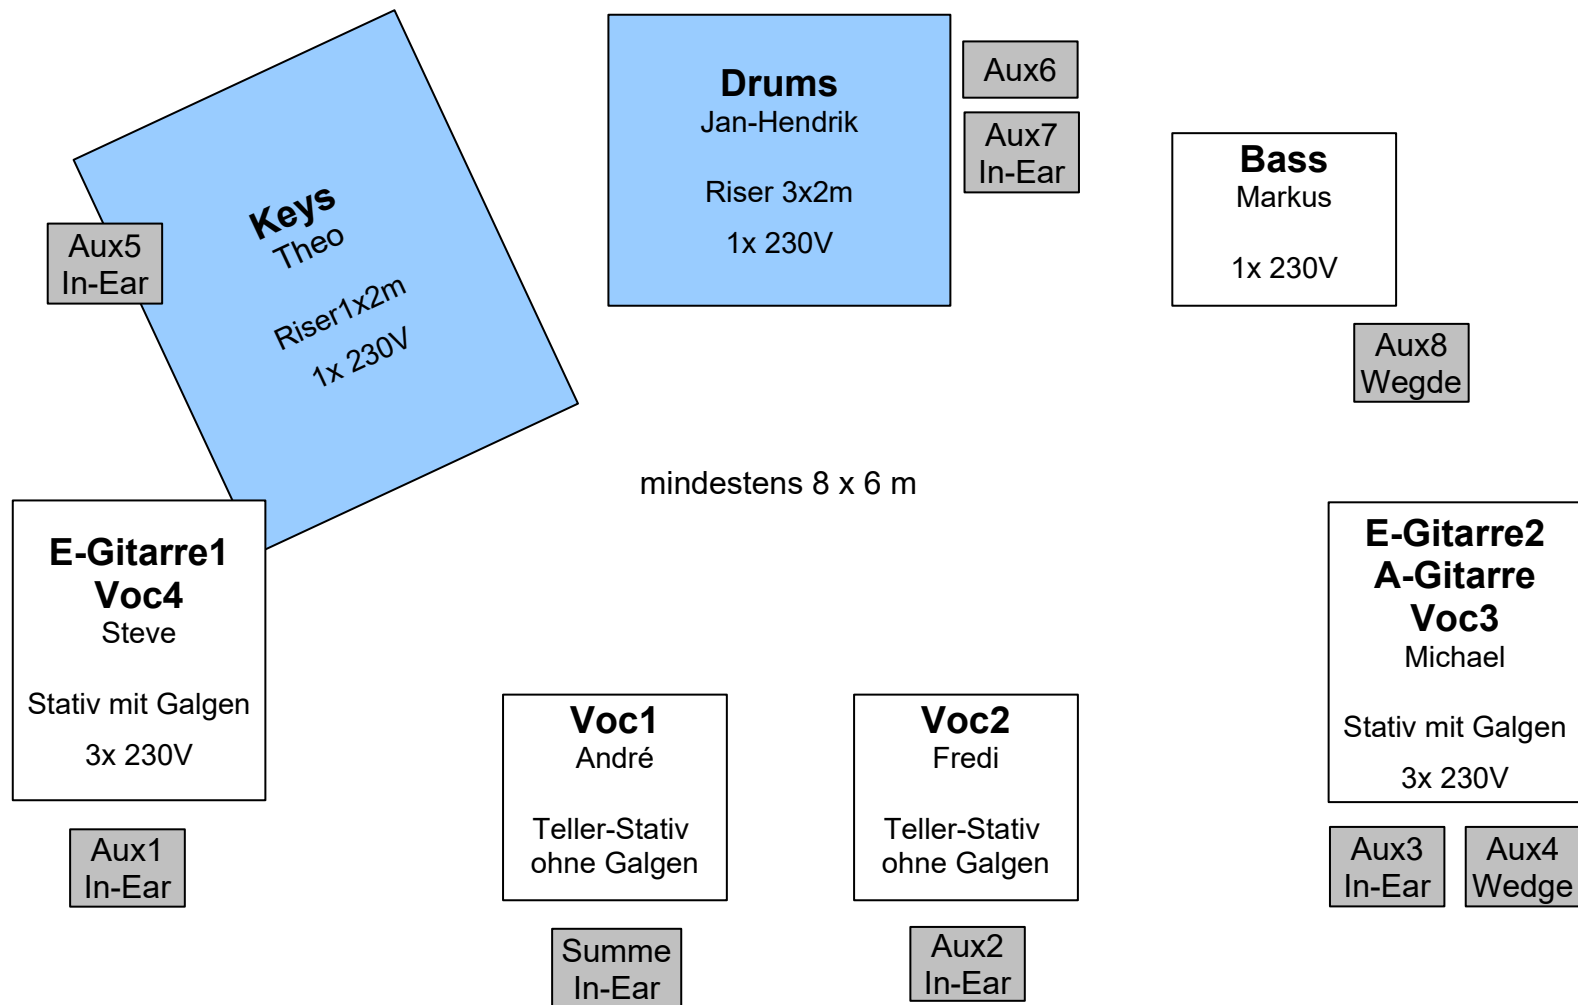 Drums
Jan-Hendrik
Riser 3x2m
1x 230V
Aux6
Aux7
In-Ear
Bass
Markus
1x 230V
Aux8
Wegde
Keys
Theo
Riser1x2m
1x 230V
Aux5
In-Ear
mindestens 8 x 6 m
E-Gitarre1
Voc4
Steve
Stativ mit Galgen
3x 230V
Aux1
In-Ear
Voc1
André
Teller-Stativ
ohne Galgen
Summe
In-Ear
Voc2
Fredi
Teller-Stativ
ohne Galgen
Aux2
In-Ear
E-Gitarre2
A-Gitarre
Voc3
Michael
Stativ mit Galgen
3x 230V
Aux3
In-Ear
Aux4
Wedge